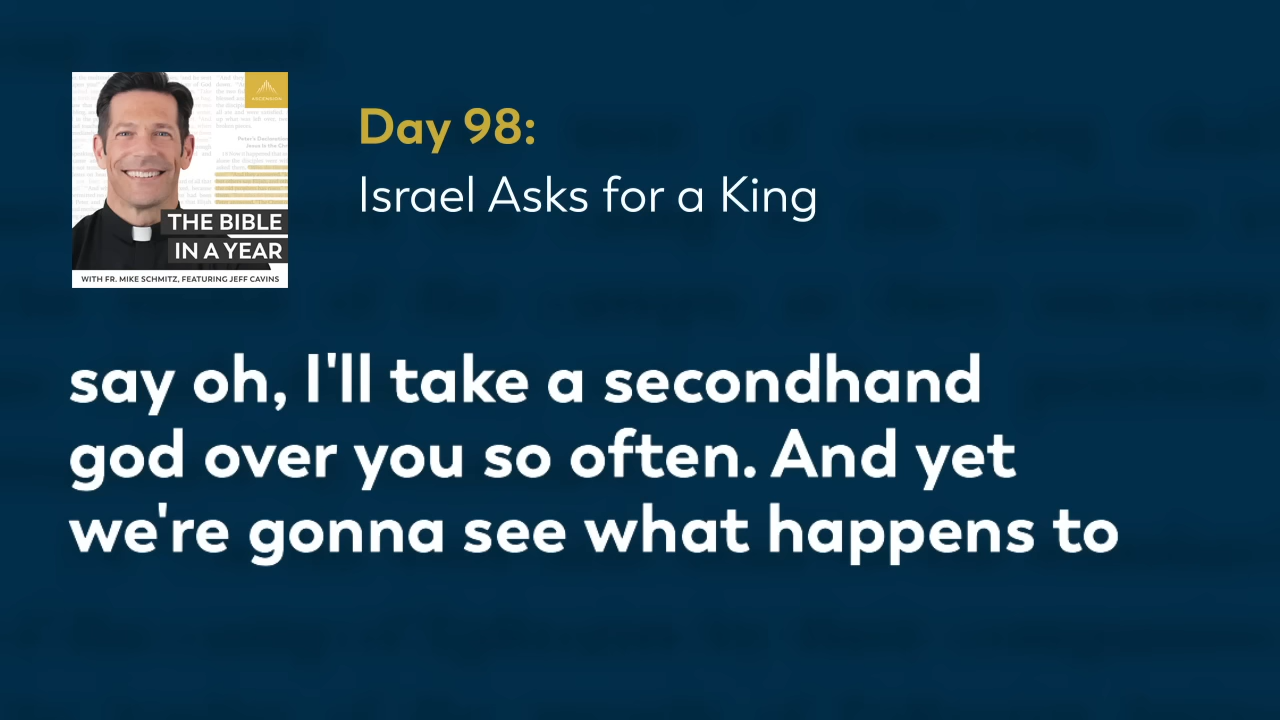 ASCENSION
THE BIBLE
IN A YEAR
WITH FR. MIKE SCHMITZ, FEATURING JEFF CAVINS
Day 98:
Israel Asks for a King
say oh, I'll take a secondhand
god over you so often. And yet
we're gonna see what happens to